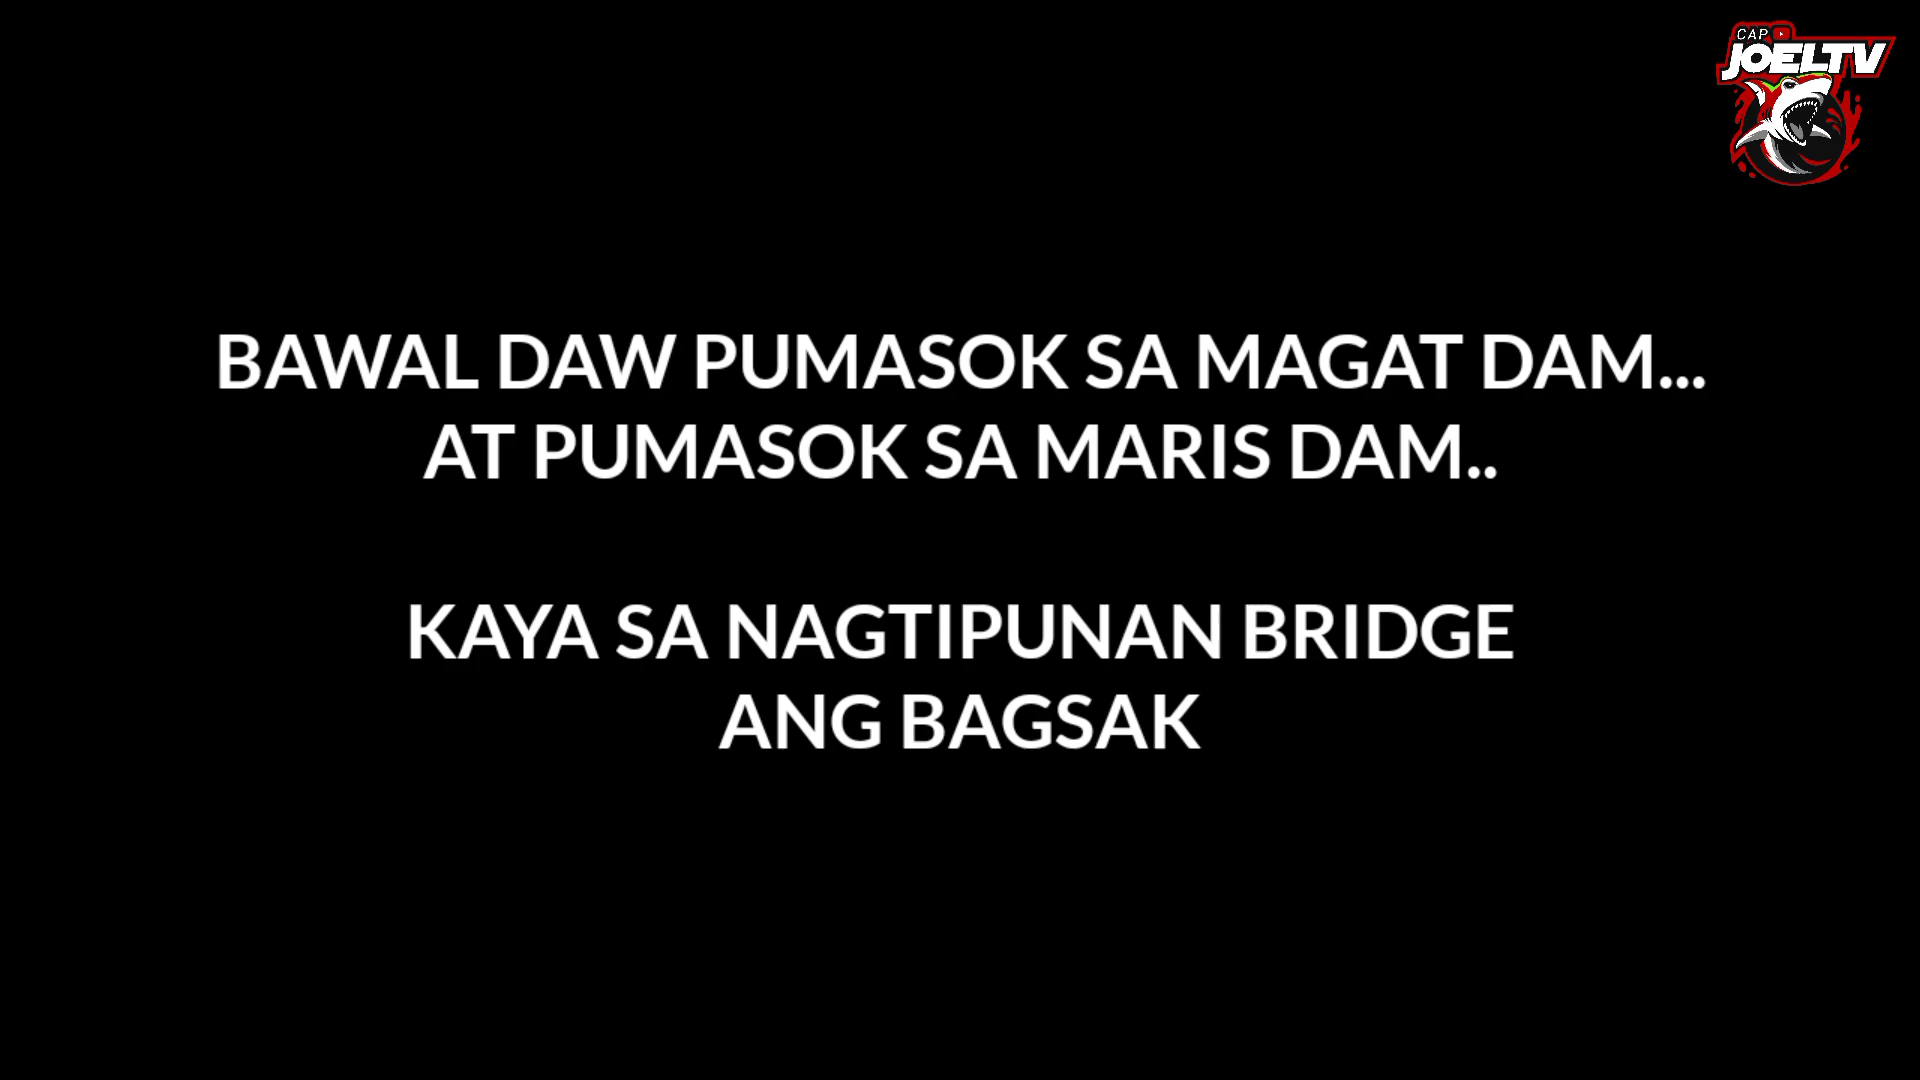 CAP
JOELTV
BAWAL DAW PUMASOK SA MAGAT DAM...
AT PUMASOK SA MARIS DAM..
KAYA SA NAGTIPUNAN BRIDGE
ANG BAGSAK